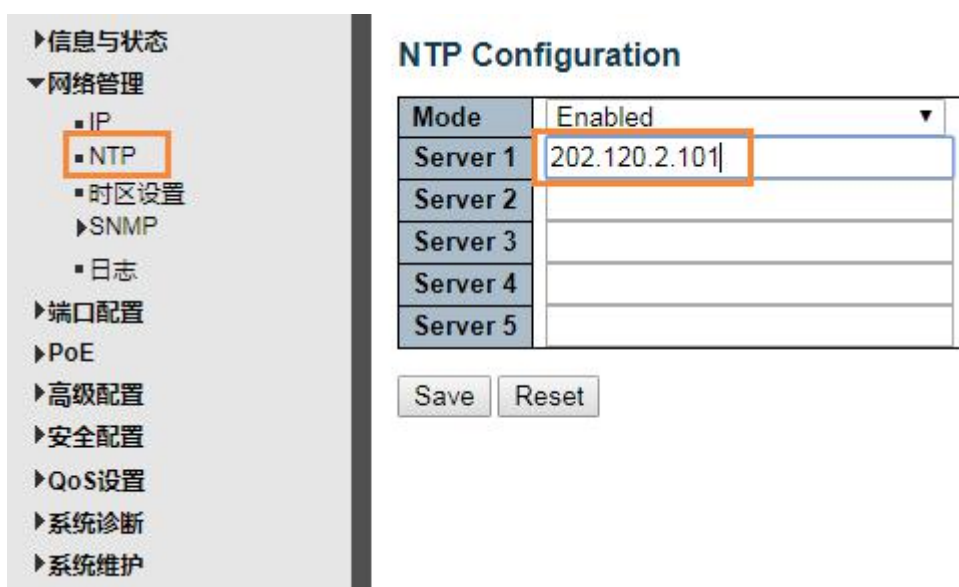 信息与状态
网络管理
IP
NTP
时区设置
SNMP
日志
端口配置
PoE
高级配置
安全配置
QoS设置
系统诊断
系统维护
NTP Configuration
Mode Enabled
Server 1 202.120.2.101
Server 2
Server 3
Server 4
Server 5
Save Reset